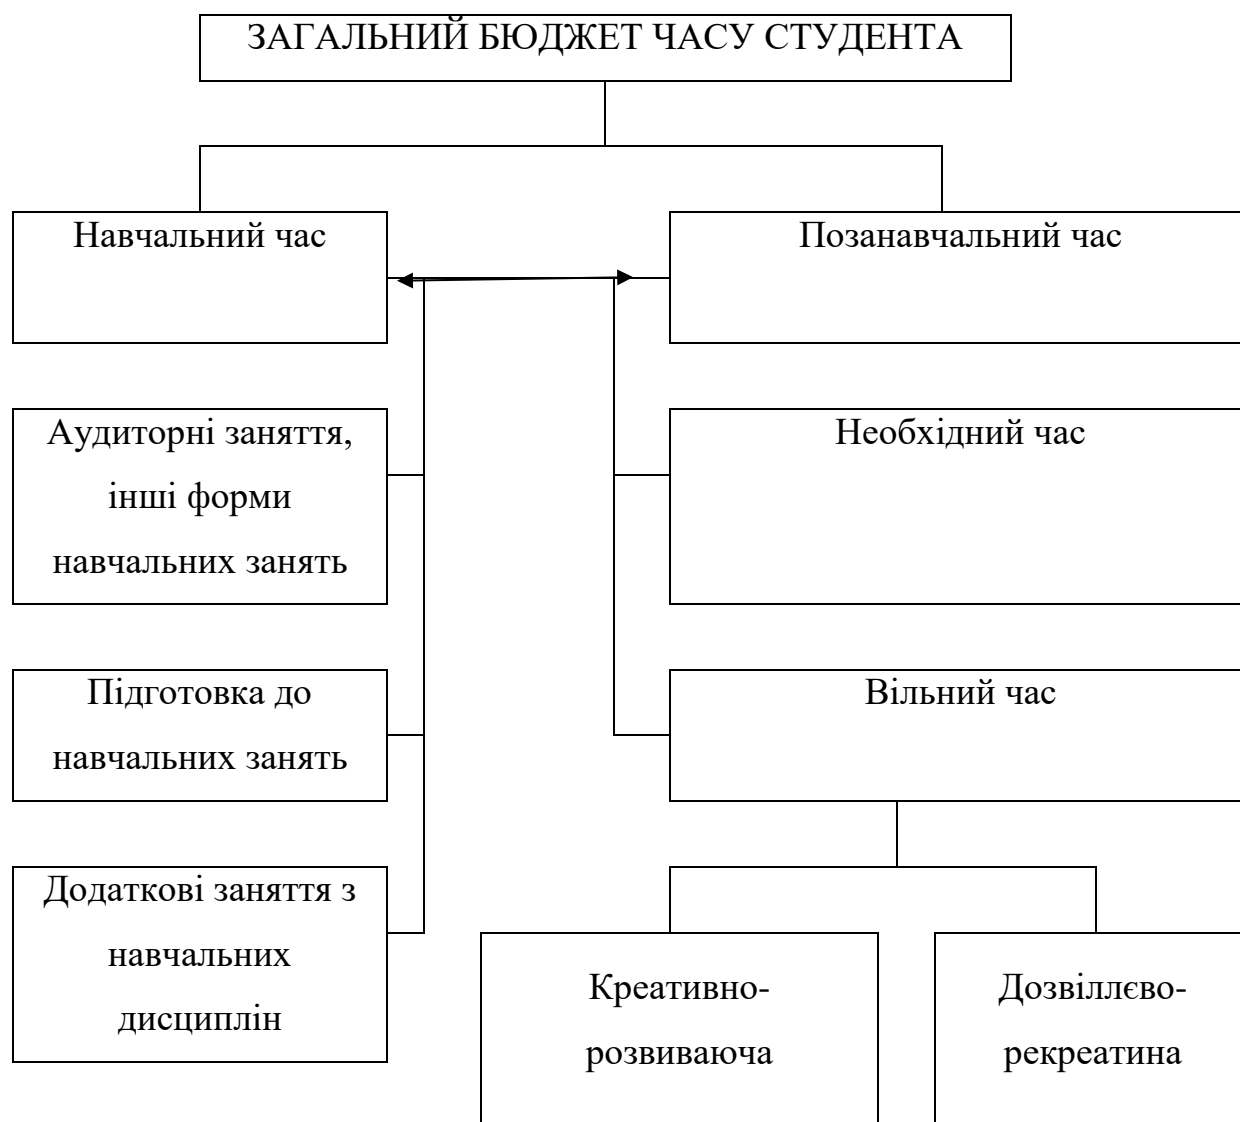 ЗАГАЛЬНИЙ БЮДЖЕТ ЧАСУ СТУДЕНТА
Навчальний час
Позанавчальний час
Аудиторні заняття,
інші форми
навчальних занять
Необхідний час
Підготовка до
навчальних занять
Вільний час
Додаткові заняття з
навчальних
дисциплін
Креативно-
розвиваюча
Дозвіллєво-
рекреатина